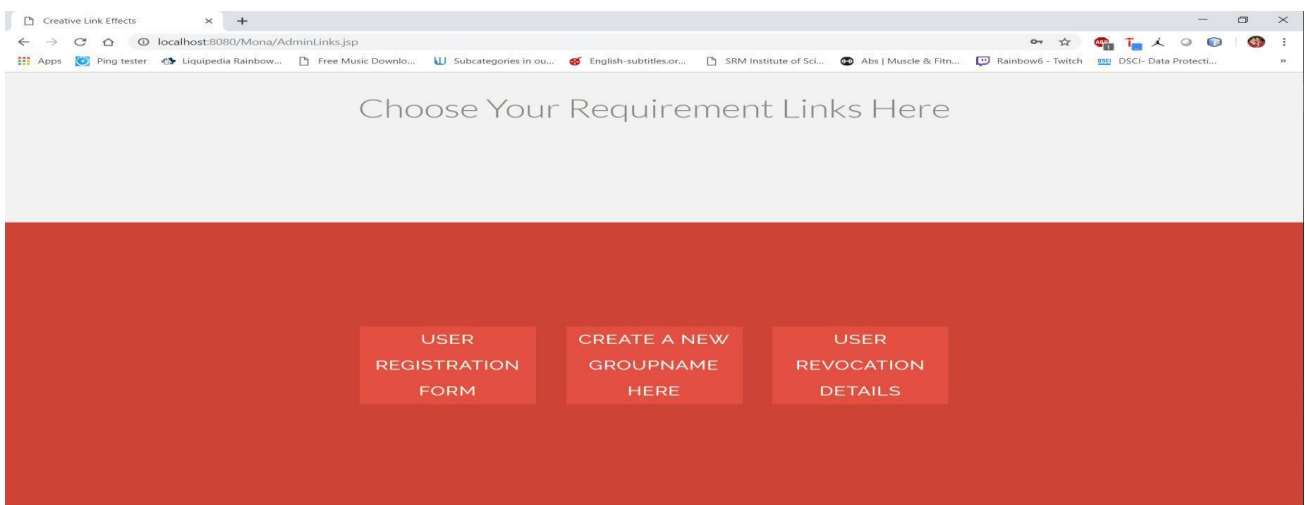 Creative Link Effects
localhost:8080/Mona/AdminLinks.jsp
Apps Ping tester Liquipedia Rainbow... Free Music Downlo... Subcategories in ou... English-subtitles.or... SRM Institute of Sci... Abs | Muscle & Fitn... Rainbow6 - Twitch DSCI- Data Protecti...
Choose Your Requirement Links Here
USER
REGISTRATION
FORM
CREATE A NEW
GROUPNAME
HERE
USER
REVOCATION
DETAILS